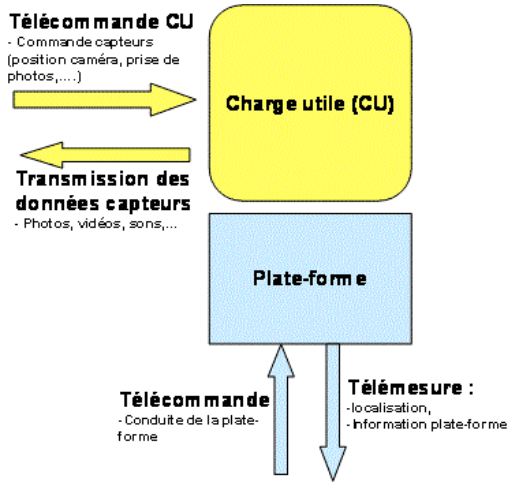 Télécommande CU
- Commande capteurs
(position caméra, prise de
photos,....)
Charge utile (CU)
Transmission des
données capteurs
- Photos, vidéos, sons,...
Plate-forme
Télécommande
- Conduite de la plate-
forme
Télémesure :
-localisation,
- Information plate-forme